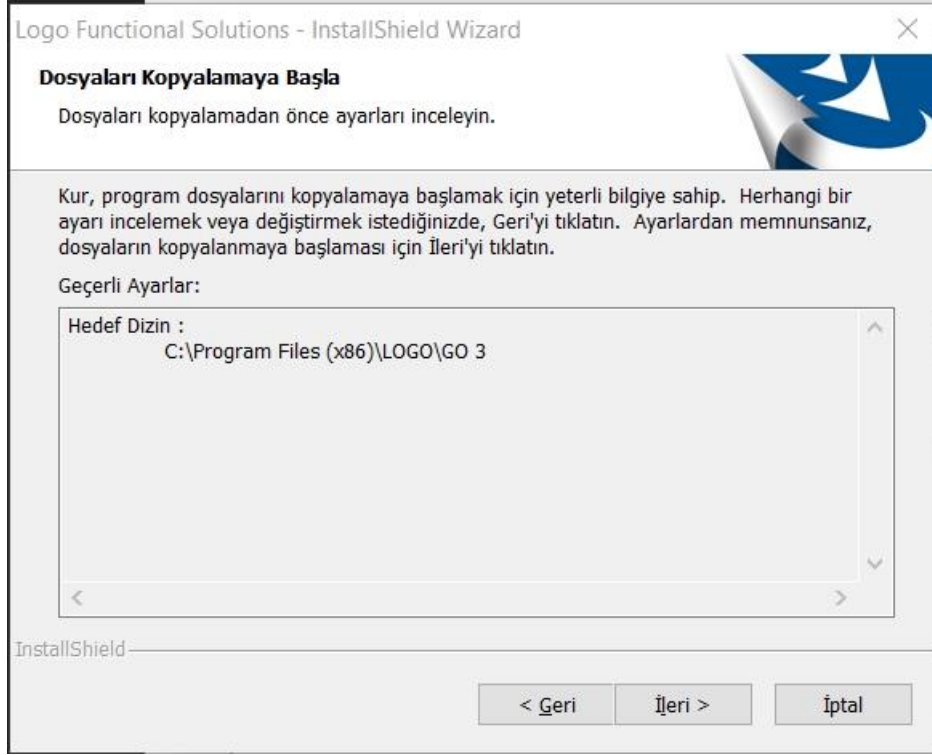 Logo Functional Solutions - InstallShield Wizard
Dosyaları Kopyalamaya Başla
Dosyaları kopyalamadan önce ayarları inceleyin.
Kur, program dosyalarını kopyalamaya başlamak için yeterli bilgiye sahip.  Herhangi bir
ayarı incelemek veya değiştirmek istediğinizde, Geri'yi tıklatın.  Ayarlardan memnunsanız,
dosyaların kopyalanmaya başlaması için İleri'yi tıklatın.
Geçerli Ayarlar:
Hedef Dizin :
C:\Program Files (x86)\LOGO\GO 3
InstallShield
< Geri İleri > İptal